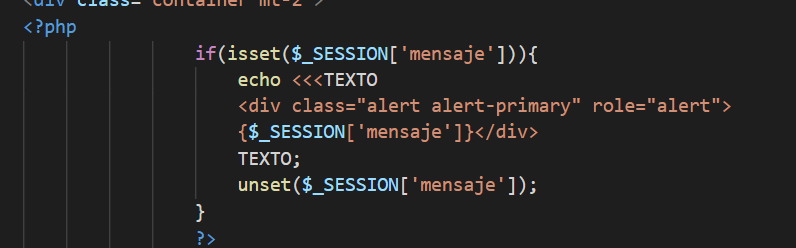 <div class="container mt-2">
<?php
if(isset($_SESSION['mensaje'])){
echo <<<TEXTO
<div class="alert alert-primary" role="alert">
{$_SESSION['mensaje']}</div>
TEXTO;
unset($_SESSION['mensaje']);
}
?>